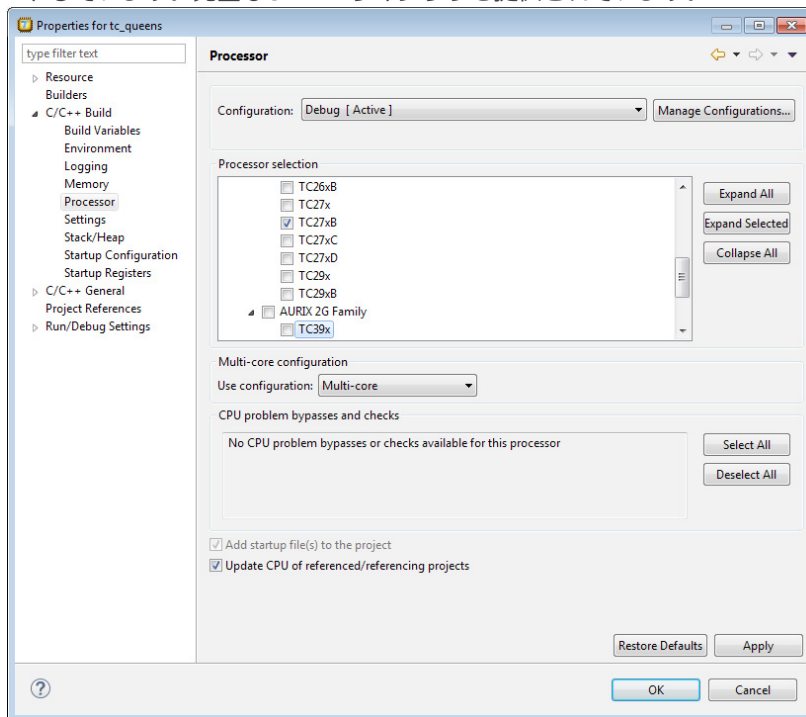 Properties for tc_queens
type filter text
Resource
Builders
C/C++ Build
Build Variables
Environment
Logging
Memory
Processor
Settings
Stack/Heap
Startup Configuration
Startup Registers
C/C++ General
Project References
Run/Debug Settings
Processor
Configuration: Debug [ Active ]
Manage Configurations...
Processor selection
TC26xB
TC27x
TC27xB
TC27xC
TC27xD
TC29x
TC29xB
AURIX 2G Family
TC39x
Expand All
Expand Selected
Collapse All
Multi-core configuration
Use configuration: Multi-core
CPU problem bypasses and checks
No CPU problem bypasses or checks available for this processor
Select All
Deselect All
Add startup file(s) to the project
Update CPU of referenced/referencing projects
Restore Defaults
Apply
OK
Cancel